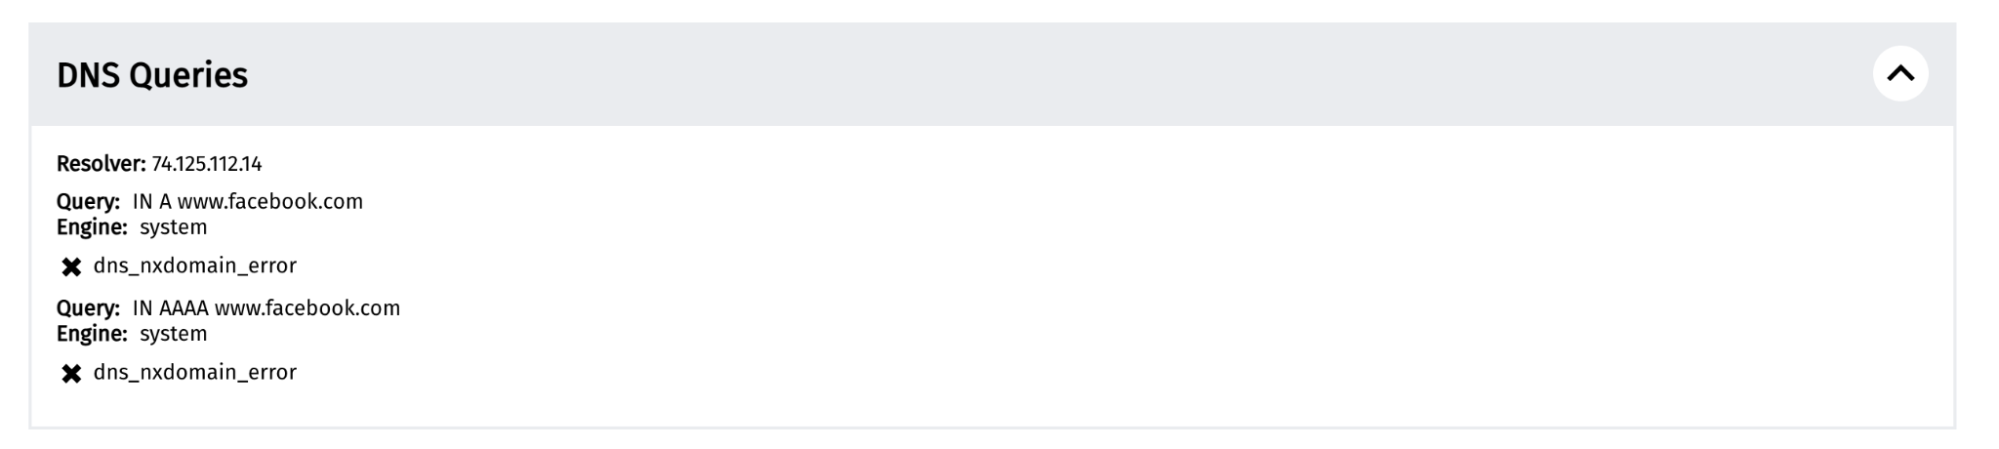 DNS Queries
Resolver: 74.125.112.14
Query: IN A www.facebook.com
Engine: system
✖ dns_nxdomain_error
Query: IN AAAA www.facebook.com
Engine: system
✖ dns_nxdomain_error